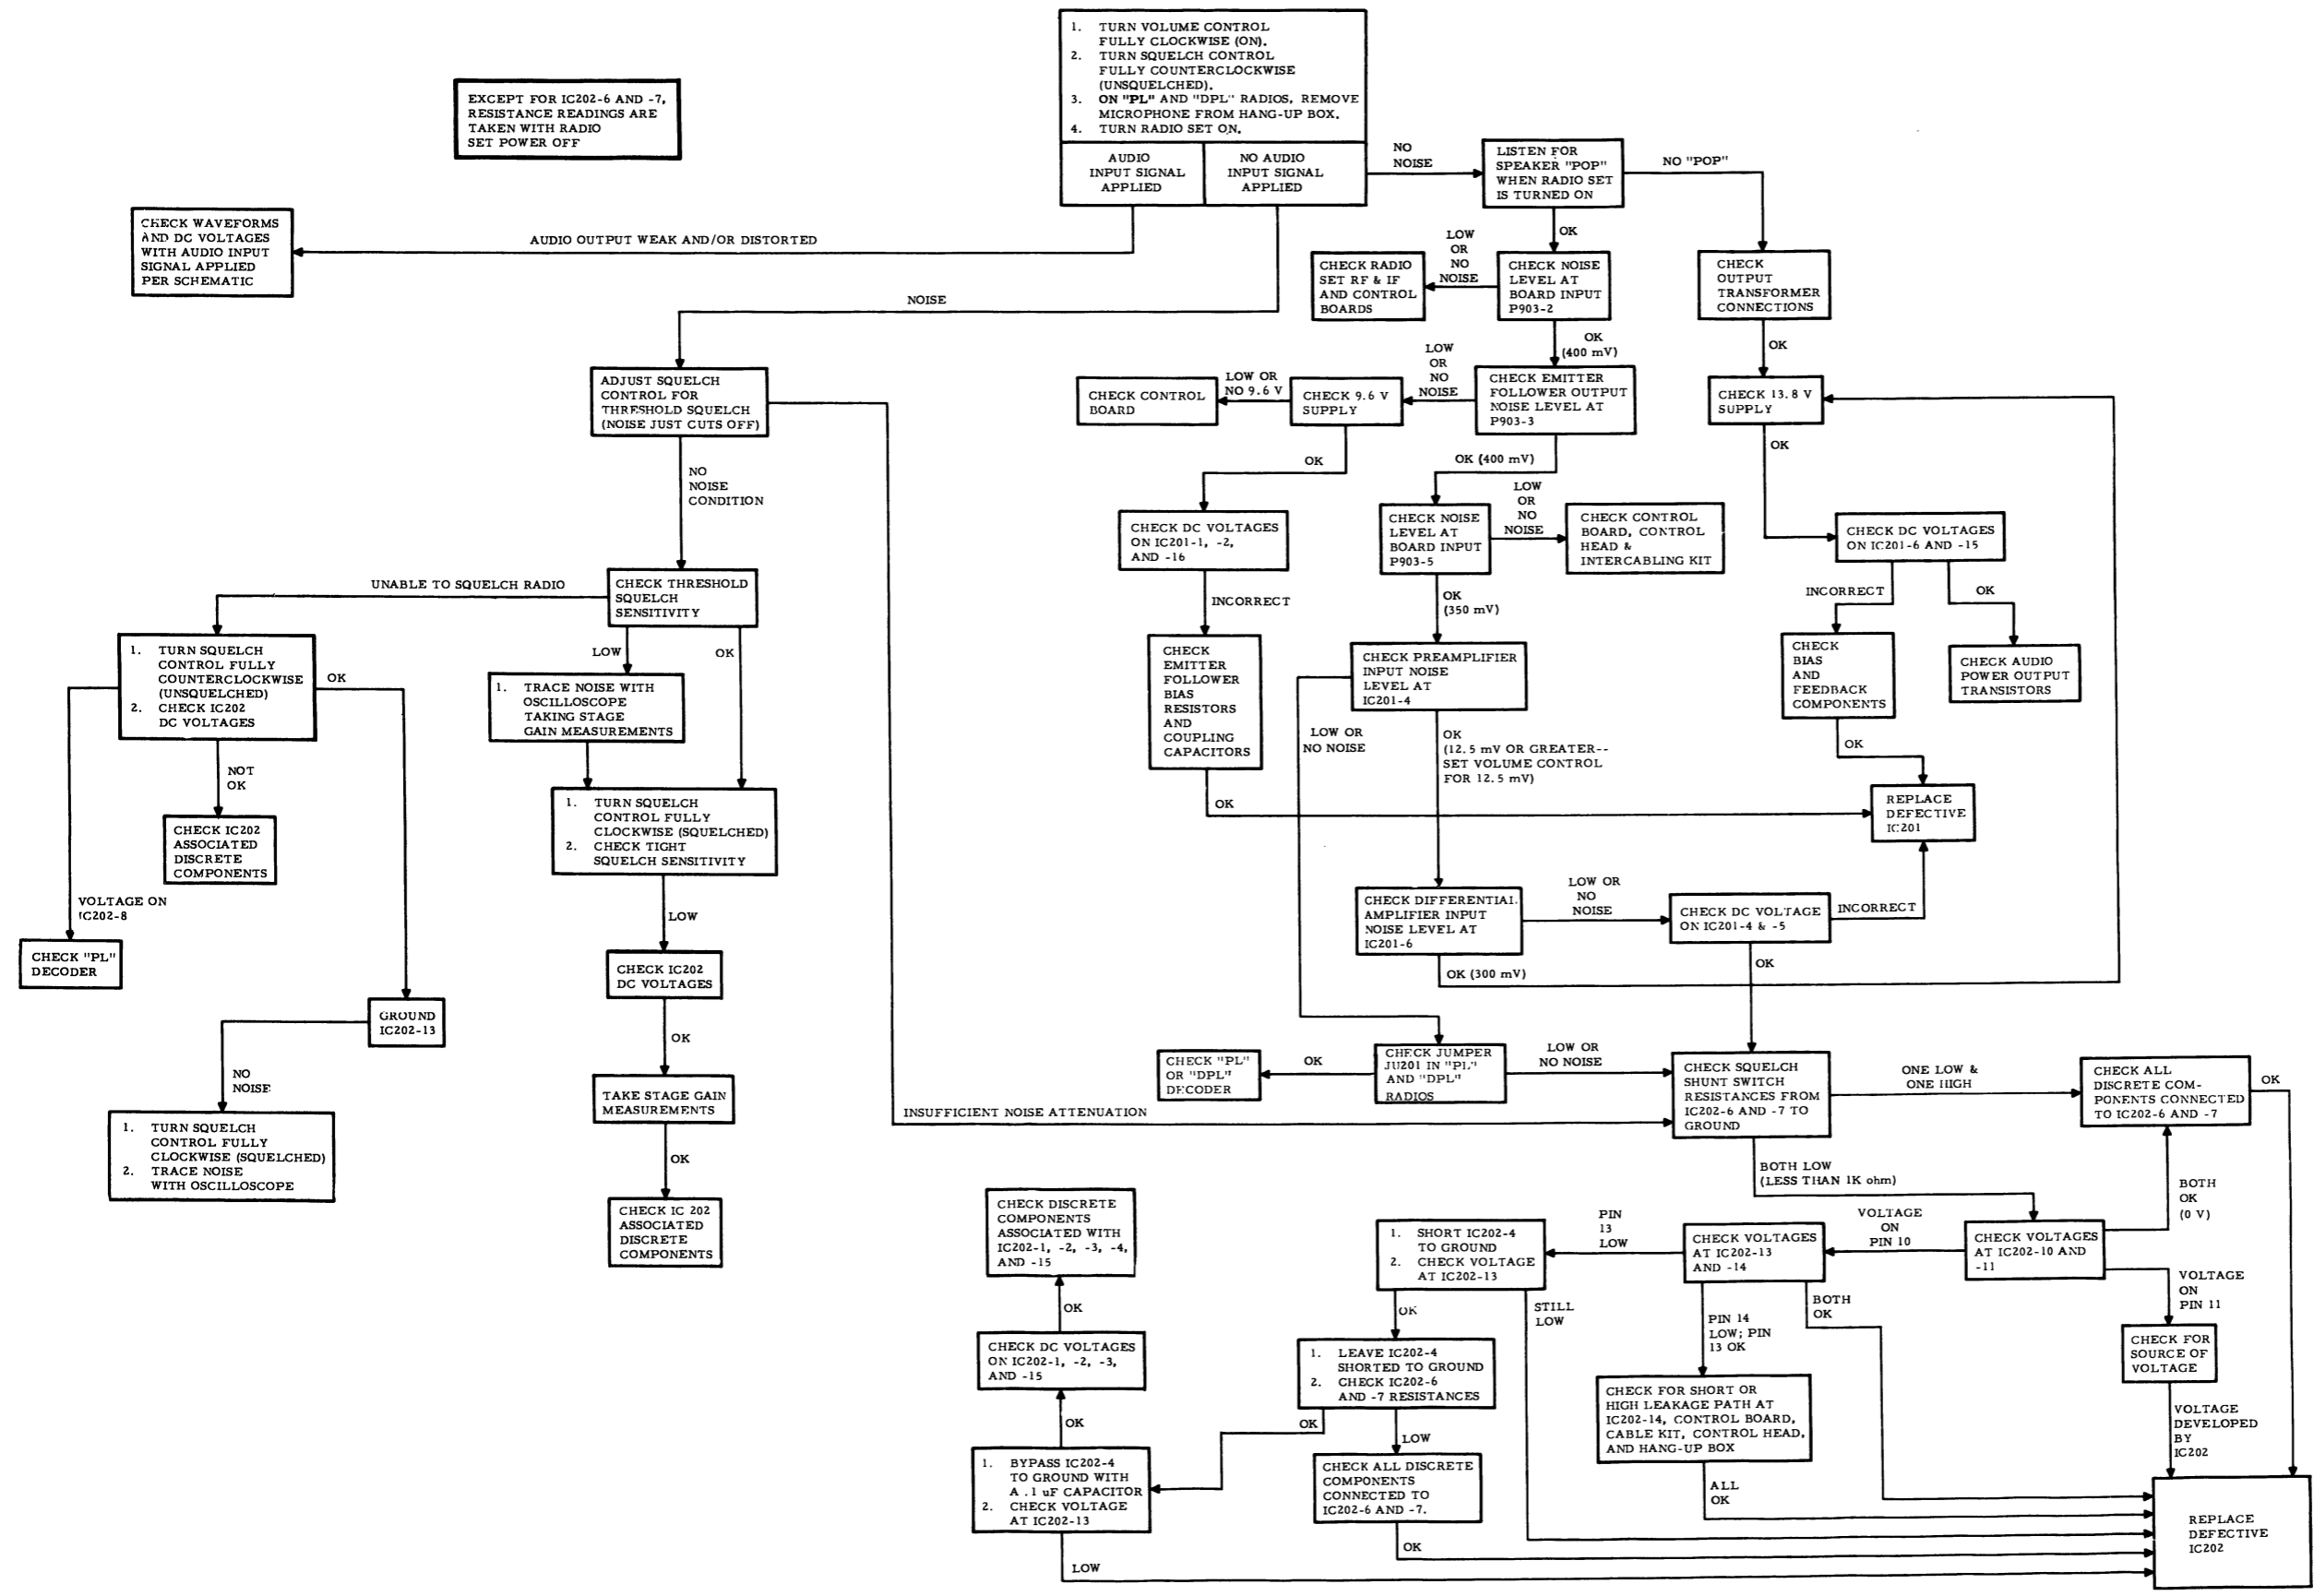 1. TURN VOLUME CONTROL
FULLY CLOCKWISE (ON).
2. TURN SQUELCH CONTROL
FULLY COUNTERCLOCKWISE
(UNSQUELCHED).
3. ON "PL" AND "DPL" RADIOS, REMOVE
MICROPHONE FROM HANG-UP BOX.
4. TURN RADIO SET ON.
AUDIO
INPUT SIGNAL
APPLIED
NO AUDIO
INPUT SIGNAL
APPLIED
EXCEPT FOR IC202-6 AND -7,
RESISTANCE READINGS ARE
TAKEN WITH RADIO
SET POWER OFF
NO
NOISE
LISTEN FOR
SPEAKER "POP"
WHEN RADIO SET
IS TURNED ON
NO "POP"
CHECK WAVEFORMS
AND DC VOLTAGES
WITH AUDIO INPUT
SIGNAL APPLIED
PER SCHEMATIC
AUDIO OUTPUT WEAK AND/OR DISTORTED
NOISE
OK
LOW
OR
NO
NOISE
CHECK RADIO
SET RF & IF
AND CONTROL
BOARDS
CHECK NOISE
LEVEL AT
BOARD INPUT
P903-2
CHECK
OUTPUT
TRANSFORMER
CONNECTIONS
OK
(400 mV)
OK
ADJUST SQUELCH
CONTROL FOR
THRESHOLD SQUELCH
(NOISE JUST CUTS OFF)
CHECK CONTROL
BOARD
LOW OR
NO 9.6 V
CHECK 9.6 V
SUPPLY
LOW
OR
NO
NOISE
CHECK EMITTER
FOLLOWER OUTPUT
NOISE LEVEL AT
P903-3
CHECK 13.8 V
SUPPLY
OK
NO
NOISE
CONDITION
OK
OK (400 mV)
CHECK DC VOLTAGES
ON IC201-1, -2,
AND -16
CHECK NOISE
LEVEL AT
BOARD INPUT
P903-5
LOW
OR
NO
NOISE
CHECK CONTROL
BOARD, CONTROL
HEAD &
INTERCABLING KIT
CHECK DC VOLTAGES
ON IC201-6 AND -15
UNABLE TO SQUELCH RADIO
CHECK THRESHOLD
SQUELCH
SENSITIVITY
INCORRECT
OK
(350 mV)
INCORRECT
OK
1. TURN SQUELCH
CONTROL FULLY
COUNTERCLOCKWISE
(UNSQUELCHED)
2. CHECK IC202
DC VOLTAGES
OK
LOW
OK
1. TRACE NOISE WITH
OSCILLOSCOPE
TAKING STAGE
GAIN MEASUREMENTS
CHECK
EMITTER
FOLLOWER
BIAS
RESISTORS
AND
COUPLING
CAPACITORS
CHECK PREAMPLIFIER
INPUT NOISE
LEVEL AT
IC201-4
CHECK
BIAS
AND
FEEDBACK
COMPONENTS
CHECK AUDIO
POWER OUTPUT
TRANSISTORS
LOW OR
NO NOISE
OK
(12.5 mV OR GREATER--
SET VOLUME CONTROL
FOR 12.5 mV)
OK
NOT
OK
CHECK IC202
ASSOCIATED
DISCRETE
COMPONENTS
1. TURN SQUELCH
CONTROL FULLY
CLOCKWISE (SQUELCHED)
2. CHECK TIGHT
SQUELCH SENSITIVITY
OK
REPLACE
DEFECTIVE
IC201
VOLTAGE ON
IC202-8
CHECK "PL"
DECODER
LOW
CHECK DIFFERENTIAL
AMPLIFIER INPUT
NOISE LEVEL AT
IC201-6
LOW OR
NO
NOISE
CHECK DC VOLTAGE
ON IC201-4 & -5
INCORRECT
OK (300 mV)
OK
CHECK IC202
DC VOLTAGES
GROUND
IC202-13
OK
NO
NOISE
1. TURN SQUELCH
CONTROL FULLY
CLOCKWISE (SQUELCHED)
2. TRACE NOISE
WITH OSCILLOSCOPE
TAKE STAGE GAIN
MEASUREMENTS
OK
CHECK IC 202
ASSOCIATED
DISCRETE
COMPONENTS
INSUFFICIENT NOISE ATTENUATION
CHECK "PL"
OR "DPL"
DECODER
OK
CHECK JUMPER
JU201 IN "PL"
AND "DPL"
RADIOS
LOW OR
NO NOISE
CHECK SQUELCH
SHUNT SWITCH
RESISTANCES FROM
IC202-6 AND -7 TO
GROUND
ONE LOW &
ONE HIGH
CHECK ALL
DISCRETE COM-
PONENTS CONNECTED
TO IC202-6 AND -7
OK
BOTH LOW
(LESS THAN 1K ohm)
BOTH
OK
(0 V)
CHECK DISCRETE
COMPONENTS
ASSOCIATED WITH
IC202-1, -2, -3, -4,
AND -15
1. SHORT IC202-4
TO GROUND
2. CHECK VOLTAGE
AT IC202-13
PIN
13
LOW
CHECK VOLTAGES
AT IC202-13
AND -14
VOLTAGE
ON
PIN 10
CHECK VOLTAGES
AT IC202-10 AND
-11
VOLTAGE
ON
PIN 11
OK
OK
STILL
LOW
PIN 14
LOW; PIN
13 OK
BOTH
OK
CHECK DC VOLTAGES
ON IC202-1, -2, -3,
AND -15
1. LEAVE IC202-4
SHORTED TO GROUND
2. CHECK IC202-6
AND -7 RESISTANCES
CHECK FOR
SOURCE OF
VOLTAGE
CHECK FOR SHORT OR
HIGH LEAKAGE PATH AT
IC202-14, CONTROL BOARD,
CABLE KIT, CONTROL HEAD,
AND HANG-UP BOX
OK
OK
LOW
VOLTAGE
DEVELOPED
BY
IC202
1. BYPASS IC202-4
TO GROUND WITH
A .1 uF CAPACITOR
2. CHECK VOLTAGE
AT IC202-13
CHECK ALL DISCRETE
COMPONENTS
CONNECTED TO
IC202-6 AND -7.
ALL
OK
OK
LOW
REPLACE
DEFECTIVE
IC202